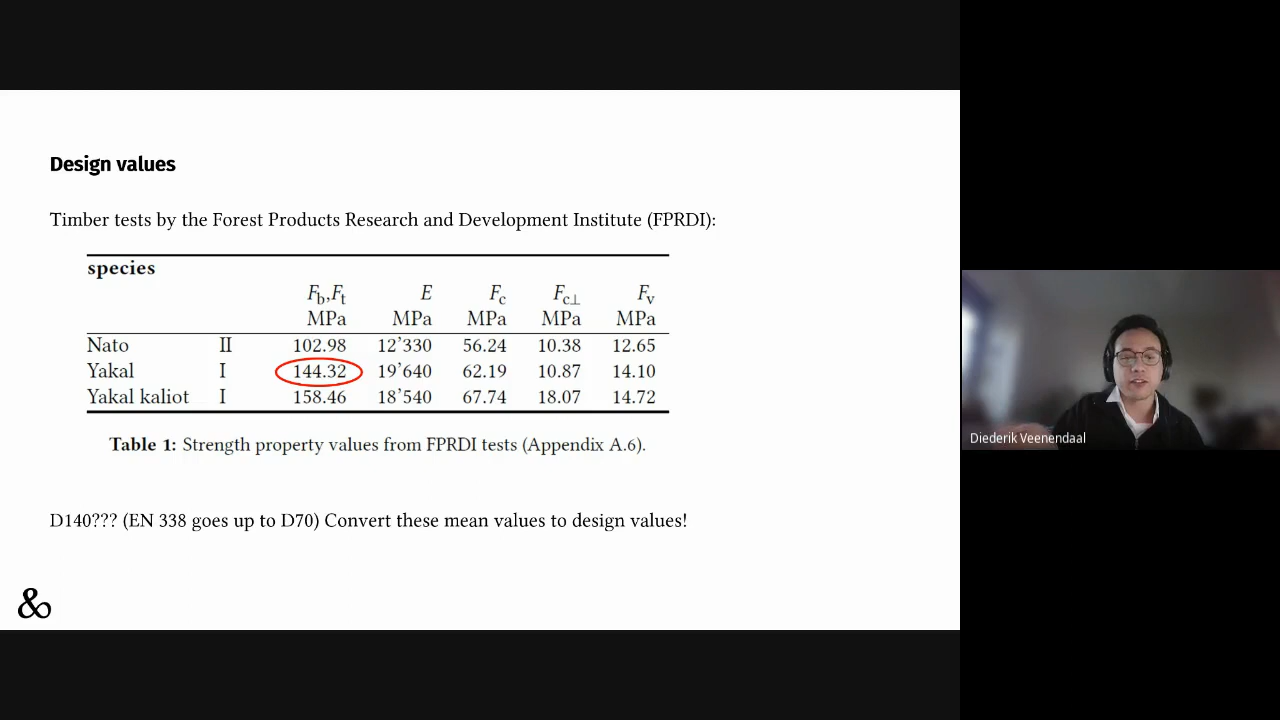 Design values
Timber tests by the Forest Products Research and Development Institute (FPRDI):
species
Fb,Ft E Fc Fc⊥ Fv
MPa MPa MPa MPa MPa
Nato II 102.98 12’330 56.24 10.38 12.65
Yakal I 144.32 19’640 62.19 10.87 14.10
Yakal kaliot I 158.46 18’540 67.74 18.07 14.72
Table 1: Strength property values from FPRDI tests (Appendix A.6).
D140??? (EN 338 goes up to D70) Convert these mean values to design values!
&
Diederik Veenendaal